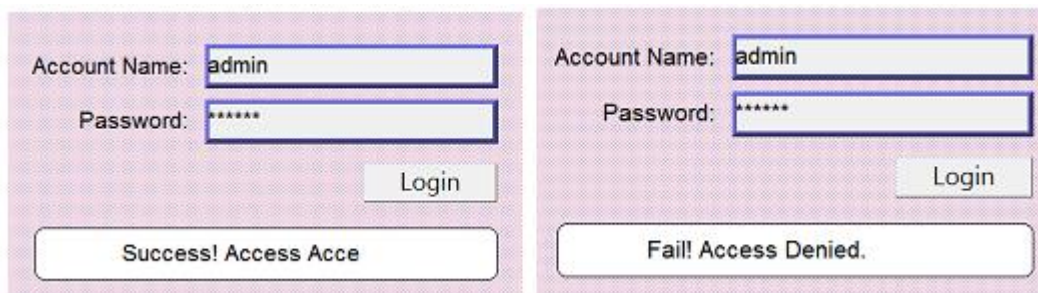 Account Name: admin
Password: ******
Login
Success! Access Acce
Account Name: admin
Password: ******
Login
Fail! Access Denied.